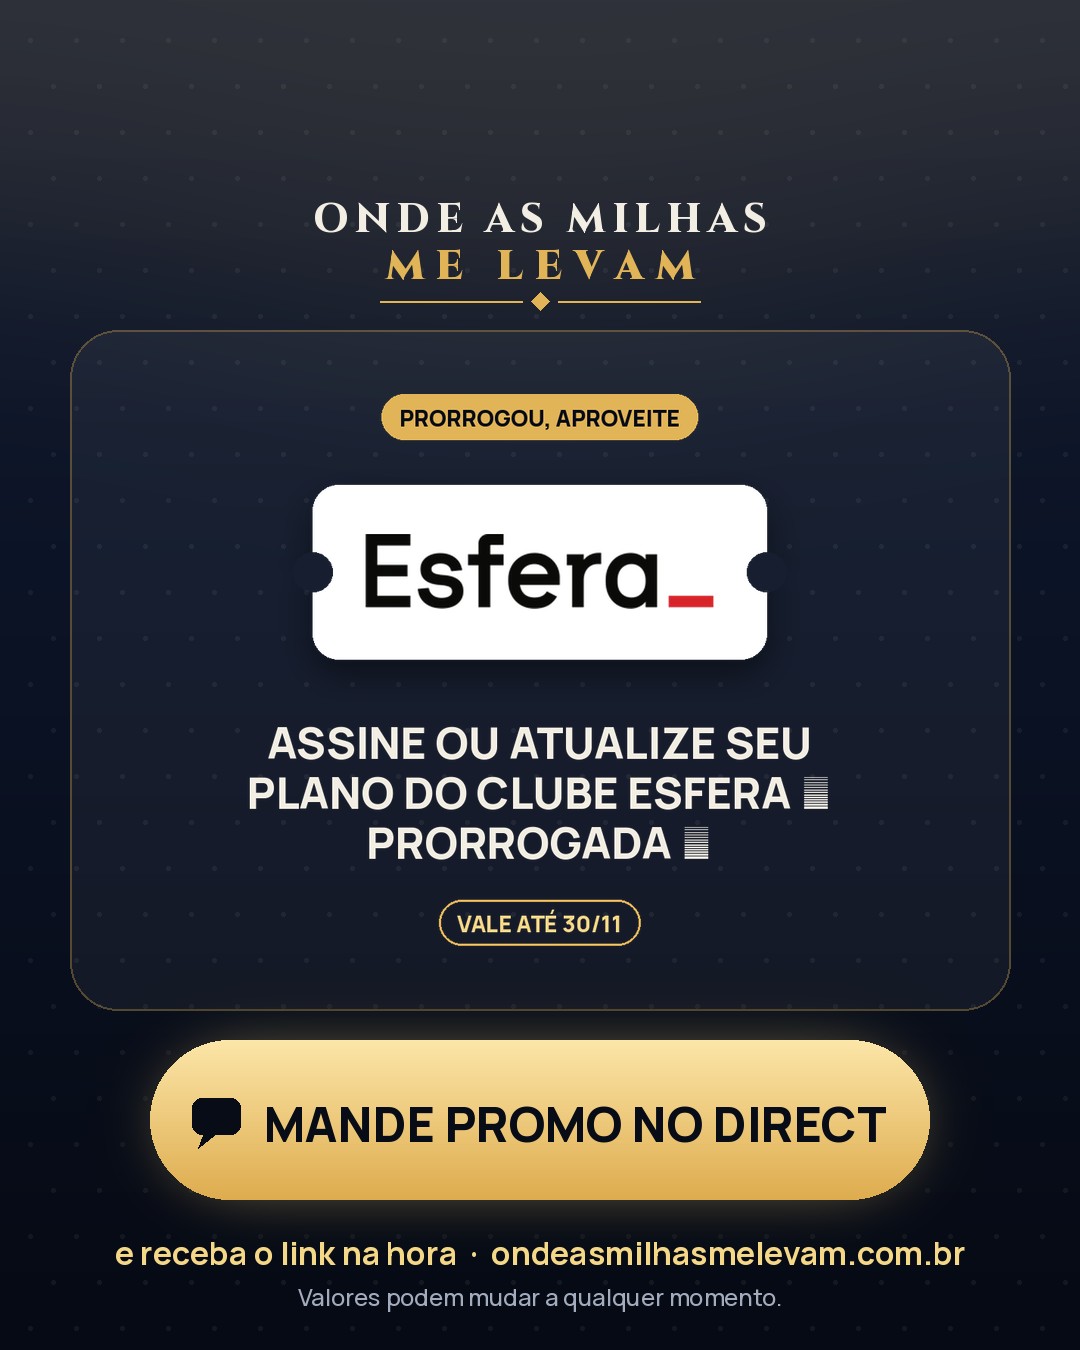 ONDE AS MILHAS
ME LEVAM
PRORROGOU, APROVEITE
Esfera_
ASSINE OU ATUALIZE SEU
PLANO DO CLUBE ESFERA
PRORROGADA
VALE ATÉ 30/11
MANDE PROMO NO DIRECT
e receba o link na hora · ondeasmilhasmelevam.com.br
Valores podem mudar a qualquer momento.